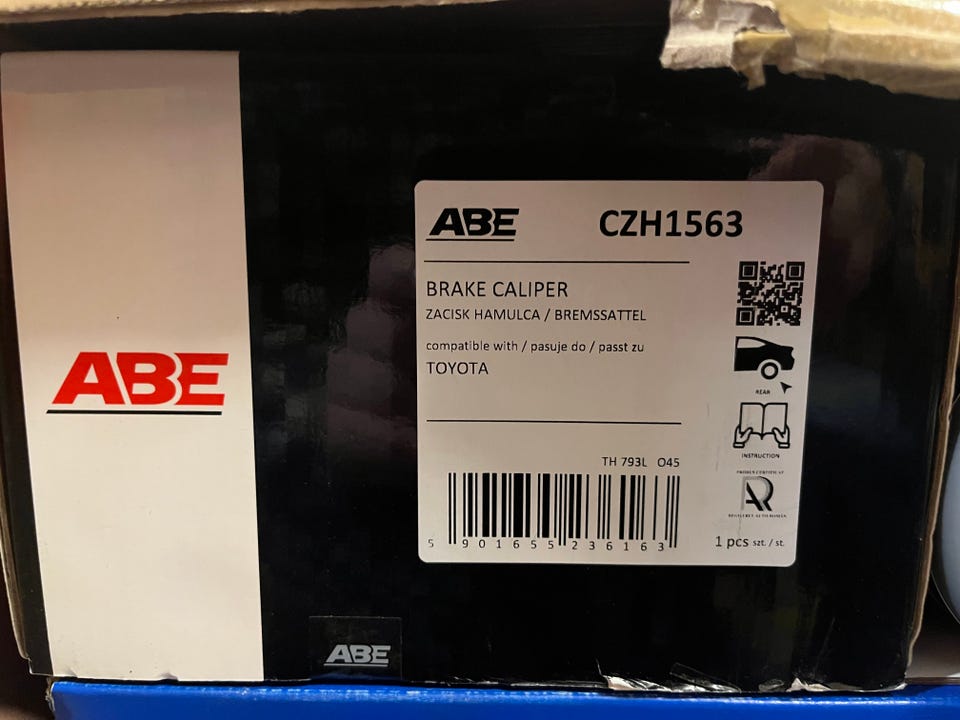 ABE
ABE CZH1563
BRAKE CALIPER
ZACISK HAMULCA / BREMSSATTEL
compatible with / pasuje do / passt zu
TOYOTA
REAR
INSTRUCTION
TH 793L O45
5 901655 236163
1 pcs szt. / st.
ABE